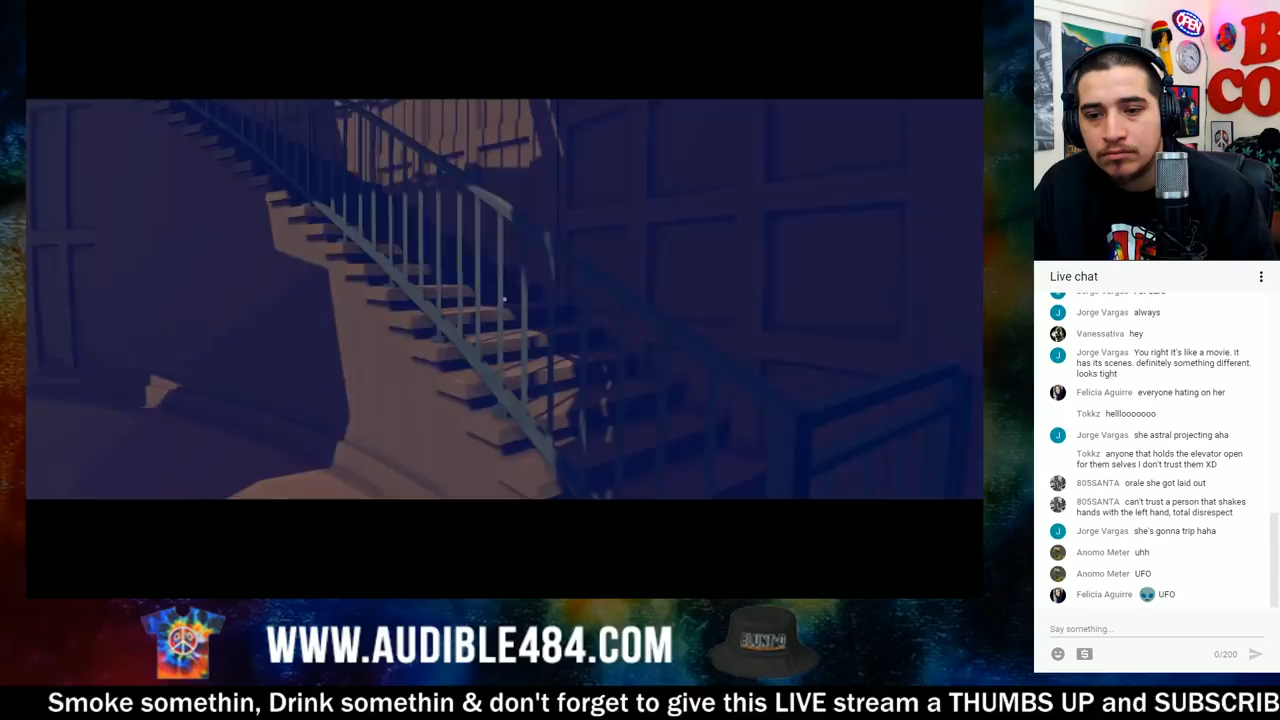 OPEN
B
CO
Live chat
Jorge Vargas always
Vanessativa hey
Jorge Vargas You right It's like a movie. it
has its scenes. definitely something different.
looks tight
Felicia Aguirre everyone hating on her
Tokkz hellloooooo
Jorge Vargas she astral projecting aha
Tokkz anyone that holds the elevator open
for them selves I don't trust them XD
805SANTA orale she got laid out
805SANTA can't trust a person that shakes
hands with the left hand, total disrespect
Jorge Vargas she's gonna trip haha
Anomo Meter uhh
Anomo Meter UFO
Felicia Aguirre UFO
Say something...
0/200
WWW.AUDIBLE484.COM
Smoke somethin, Drink somethin & don't forget to give this LIVE stream a THUMBS UP and SUBSCRIB